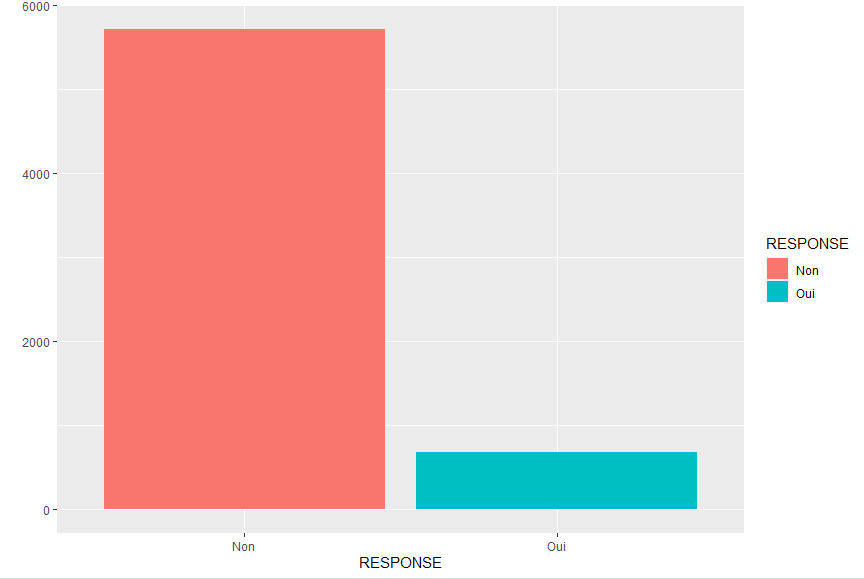 6000
4000
2000
0
Non
Oui
RESPONSE
RESPONSE
Non
Oui